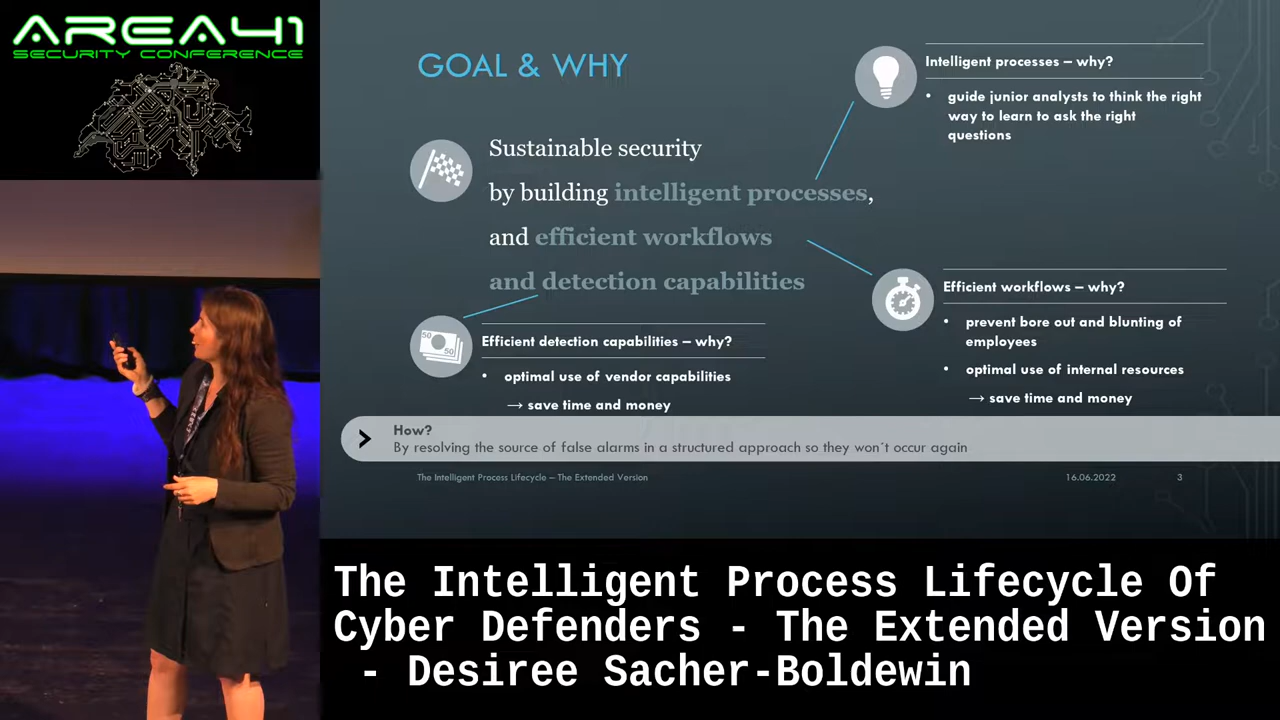 AREA41
SECURITY CONFERENCE
GOAL & WHY
Sustainable security
by building intelligent processes,
and efficient workflows
and detection capabilities
Intelligent processes – why?
• guide junior analysts to think the right
way to learn to ask the right
questions
Efficient workflows – why?
• prevent bore out and blunting of
employees
• optimal use of internal resources
→ save time and money
50
50
Efficient detection capabilities – why?
• optimal use of vendor capabilities
→ save time and money
How?
By resolving the source of false alarms in a structured approach so they won´t occur again
The Intelligent Process Lifecycle – The Extended Version
16.06.2022
3
The Intelligent Process Lifecycle Of
Cyber Defenders - The Extended Version
- Desiree Sacher-Boldewin